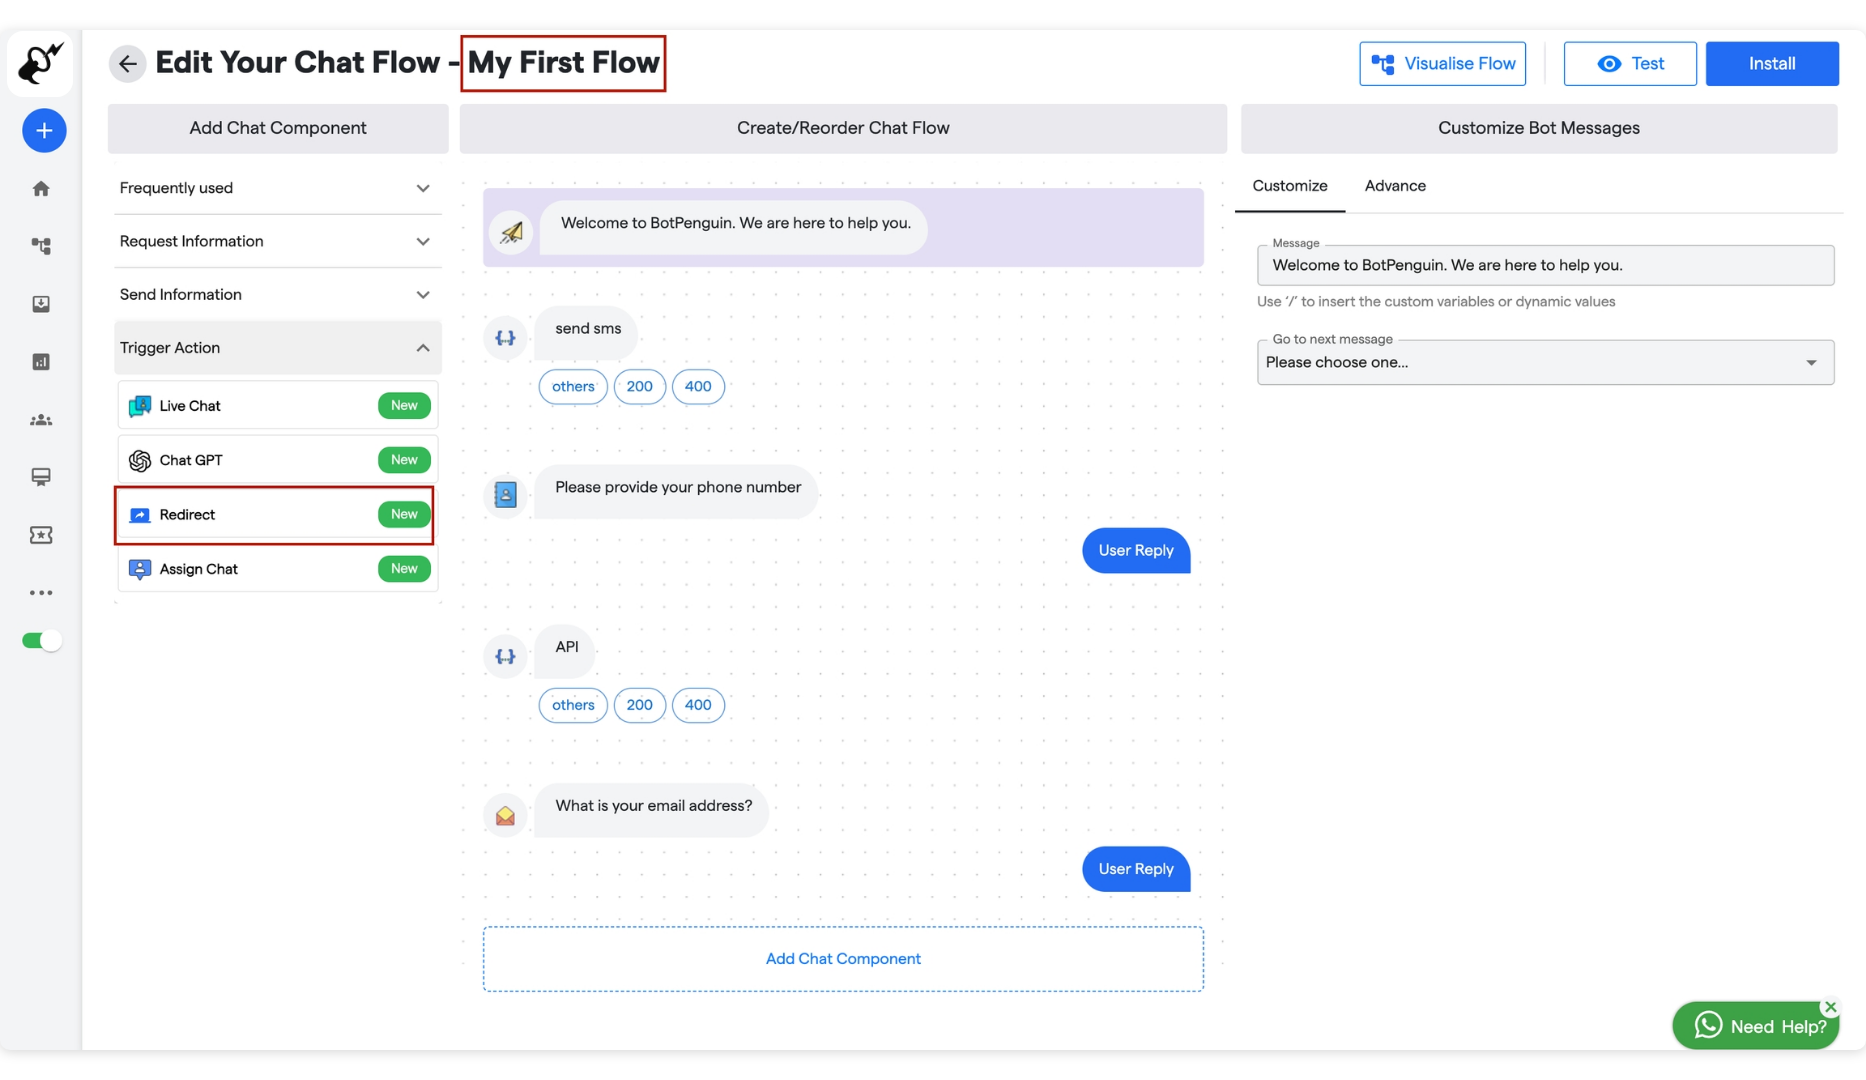 Edit Your Chat Flow - My First Flow
Visualise Flow
Test
Install
Add Chat Component
Create/Reorder Chat Flow
Customize Bot Messages
Frequently used
Request Information
Send Information
Trigger Action
Live Chat New
Chat GPT New
Redirect New
Assign Chat New
Welcome to BotPenguin. We are here to help you.
send sms
others 200 400
Please provide your phone number
User Reply
API
others 200 400
What is your email address?
User Reply
Add Chat Component
Customize Advance
Message
Welcome to BotPenguin. We are here to help you.
Use ‘/’ to insert the custom variables or dynamic values
Go to next message
Please choose one...
Need Help?